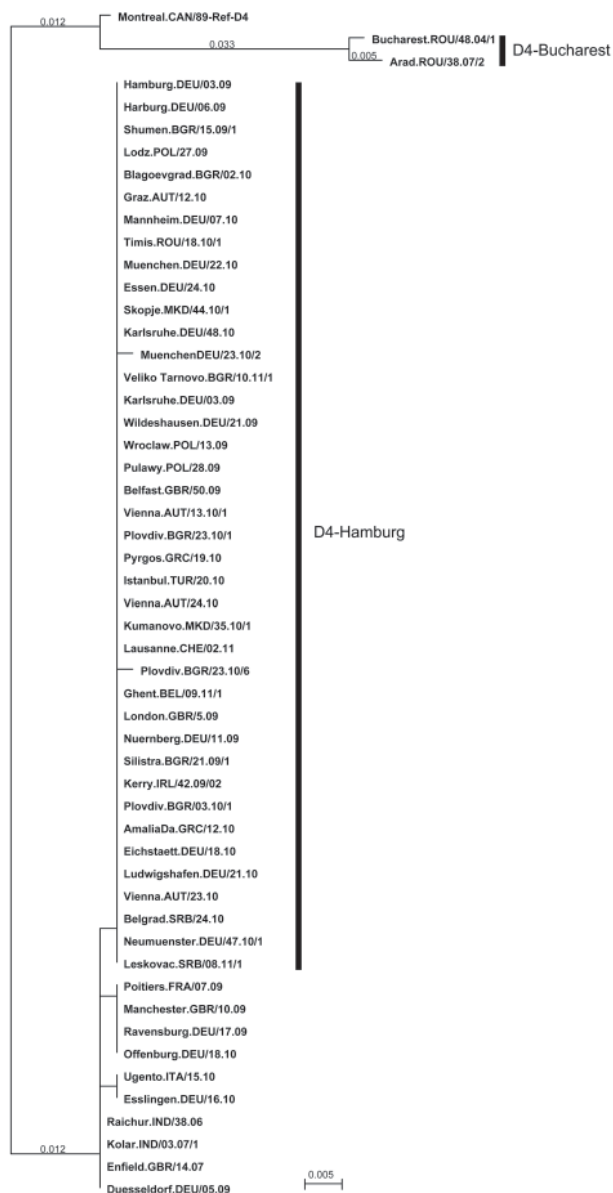 0.012
Montreal.CAN/89-Ref-D4
0.033
Bucharest.ROU/48.04/1
0.005
Arad.ROU/38.07/2
D4-Bucharest
Hamburg.DEU/03.09
Harburg.DEU/06.09
Shumen.BGR/15.09/1
Lodz.POL/27.09
Blagoevgrad.BGR/02.10
Graz.AUT/12.10
Mannheim.DEU/07.10
Timis.ROU/18.10/1
Muenchen.DEU/22.10
Essen.DEU/24.10
Skopje.MKD/44.10/1
Karlsruhe.DEU/48.10
MuenchenDEU/23.10/2
Veliko Tarnovo.BGR/10.11/1
Karlsruhe.DEU/03.09
Wildeshausen.DEU/21.09
Wroclaw.POL/13.09
Pulawy.POL/28.09
Belfast.GBR/50.09
Vienna.AUT/13.10/1
Plovdiv.BGR/23.10/1
D4-Hamburg
Pyrgos.GRC/19.10
Istanbul.TUR/20.10
Vienna.AUT/24.10
Kumanovo.MKD/35.10/1
Lausanne.CHE/02.11
Plovdiv.BGR/23.10/6
Ghent.BEL/09.11/1
London.GBR/5.09
Nuernberg.DEU/11.09
Silistra.BGR/21.09/1
Kerry.IRL/42.09/02
Plovdiv.BGR/03.10/1
AmaliaDa.GRC/12.10
Eichstaett.DEU/18.10
Ludwigshafen.DEU/21.10
Vienna.AUT/23.10
Belgrad.SRB/24.10
Neumuenster.DEU/47.10/1
Leskovac.SRB/08.11/1
Poitiers.FRA/07.09
Manchester.GBR/10.09
Ravensburg.DEU/17.09
Offenburg.DEU/18.10
Ugento.ITA/15.10
Esslingen.DEU/16.10
Raichur.IND/38.06
Kolar.IND/03.07/1
0.012
Enfield.GBR/14.07
Duesseldorf.DEU/05.09
0.005